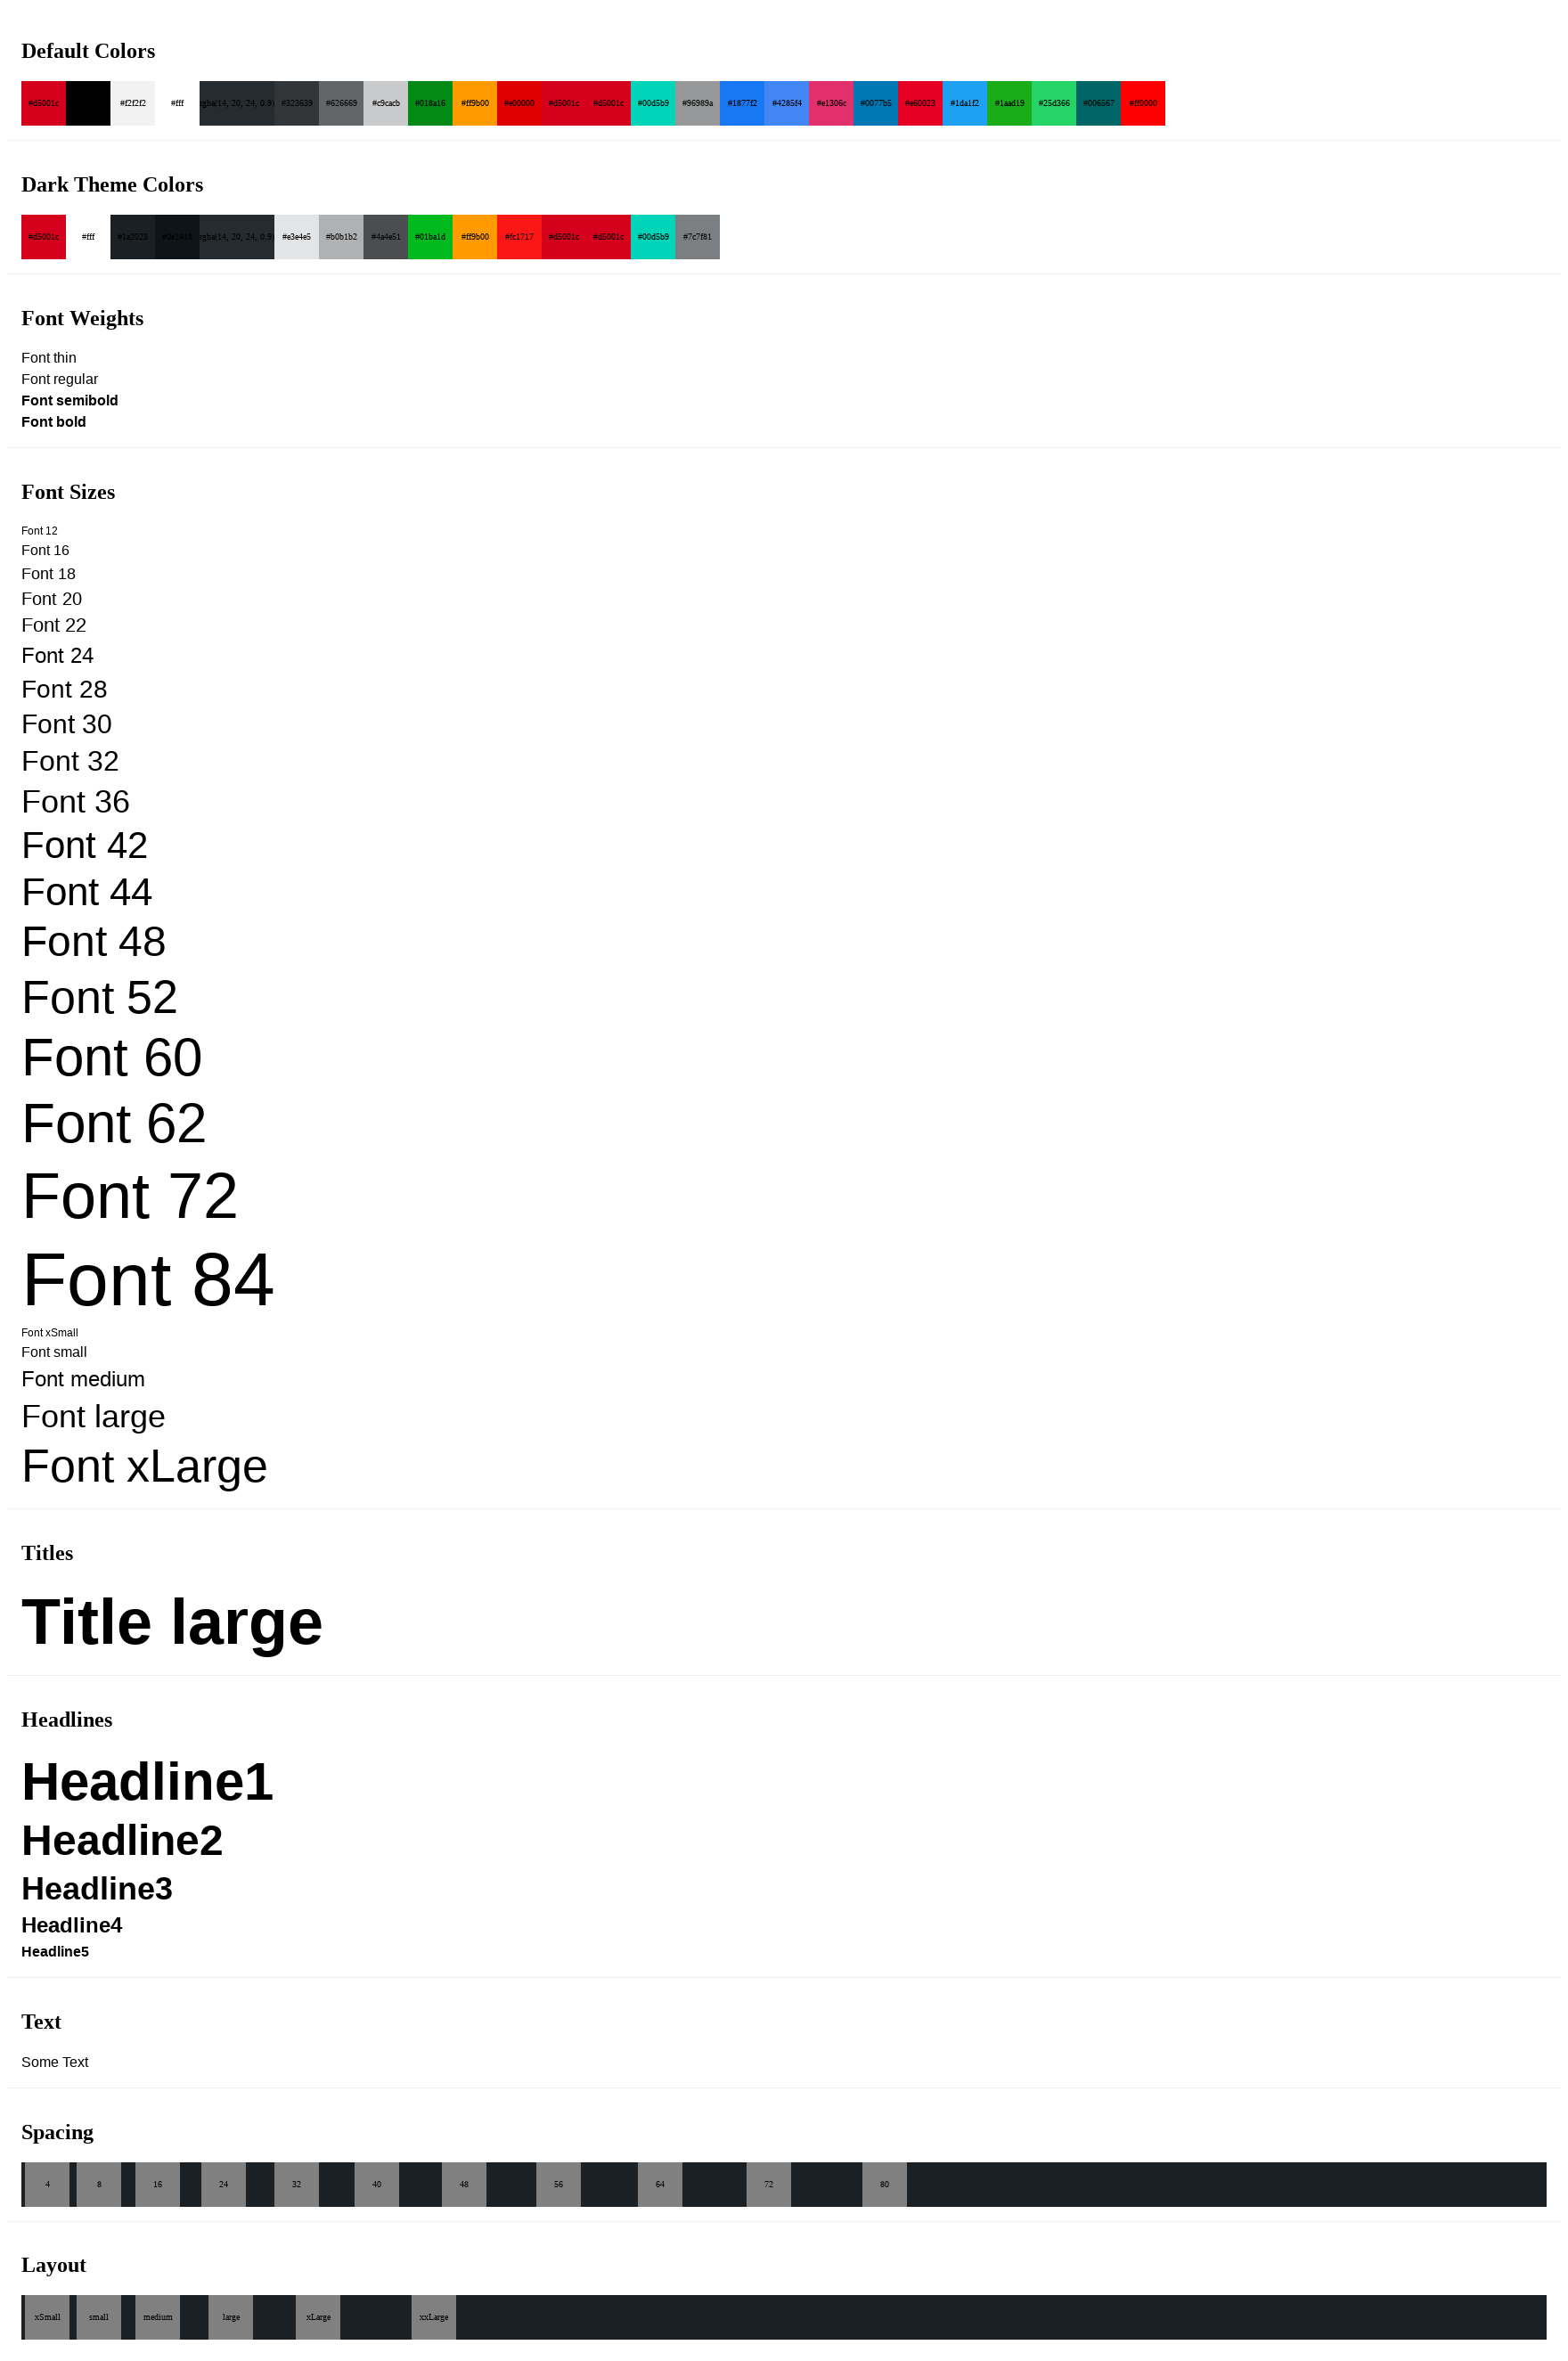 Default Colors
#d5001c #f2f2f2 #fff rgba(14, 20, 24, 0.9) #323639 #626669 #c9cacb #018a16 #ff9b00 #e00000 #d5001c #d5001c #00d5b9 #96989a #1877f2 #4285f4 #e1306c #0077b5 #e60023 #1da1f2 #1aad19 #25d366 #006567 #ff0000
Dark Theme Colors
#d5001c #fff #1a2023 #0e1418 rgba(14, 20, 24, 0.9) #e3e4e5 #b0b1b2 #4a4e51 #01ba1d #ff9b00 #fc1717 #d5001c #d5001c #00d5b9 #7c7f81
Font Weights
Font thin
Font regular
Font semibold
Font bold
Font Sizes
Font 12
Font 16
Font 18
Font 20
Font 22
Font 24
Font 28
Font 30
Font 32
Font 36
Font 42
Font 44
Font 48
Font 52
Font 60
Font 62
Font 72
Font 84
Font xSmall
Font small
Font medium
Font large
Font xLarge
Titles
Title large
Headlines
Headline1
Headline2
Headline3
Headline4
Headline5
Text
Some Text
Spacing
4 8 16 24 32 40 48 56 64 72 80
Layout
xSmall small medium large xLarge xxLarge